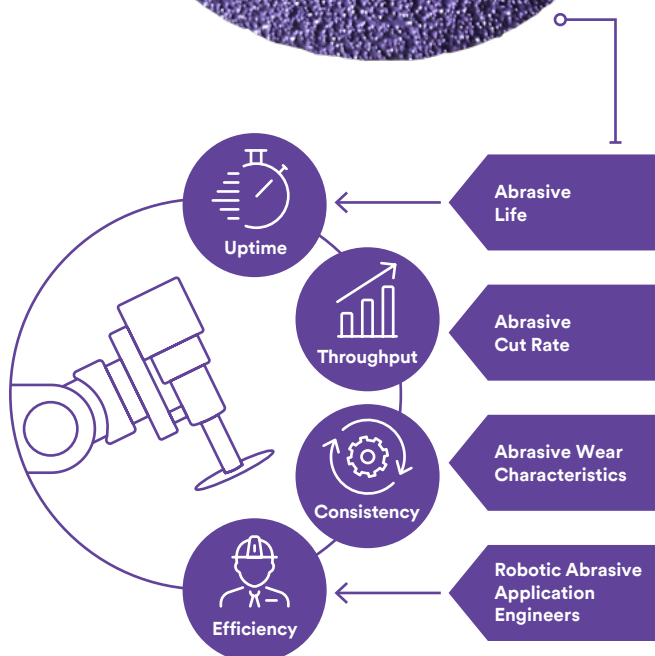 Uptime
Abrasive
Life
Throughput
Abrasive
Cut Rate
Consistency
Abrasive Wear
Characteristics
Efficiency
Robotic Abrasive
Application
Engineers